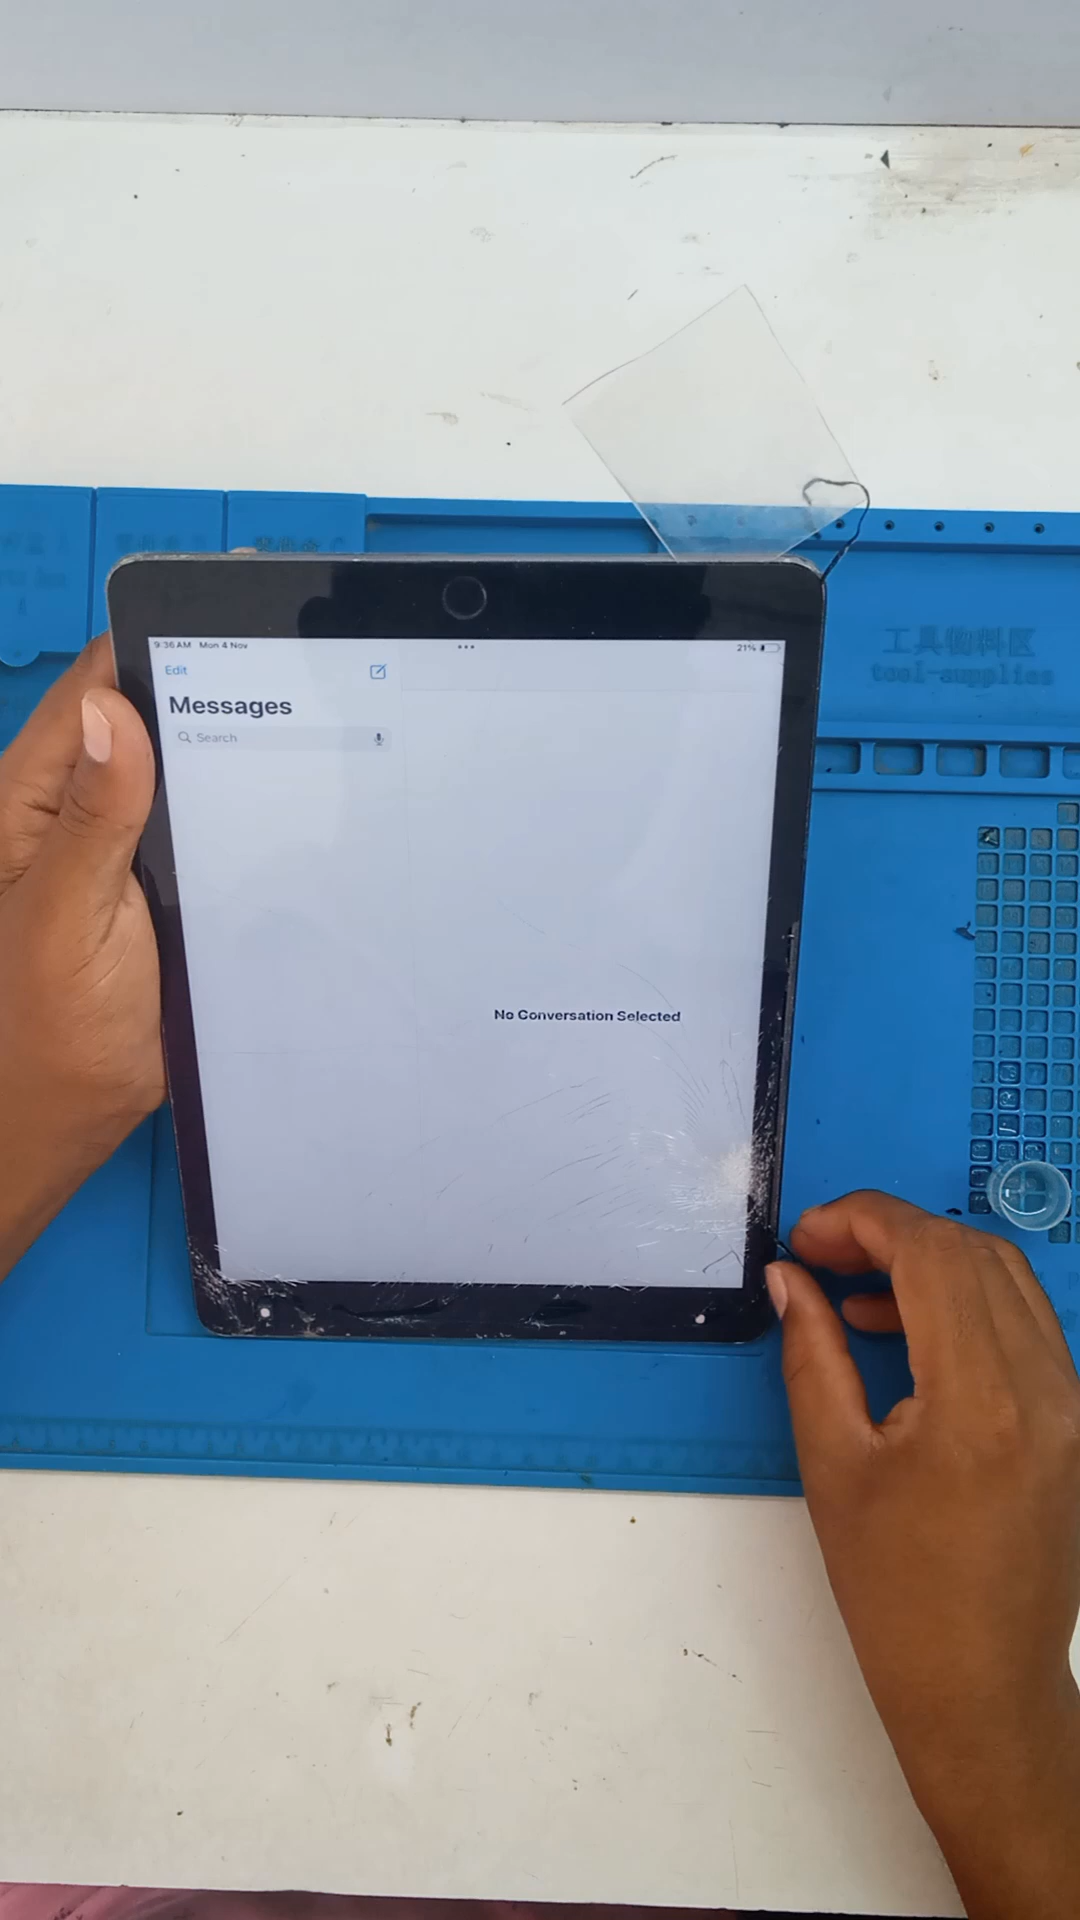 9:36 AM Mon 4 Nov
21%
Edit
Messages
Search
No Conversation Selected
工具物料区
tool-supplies